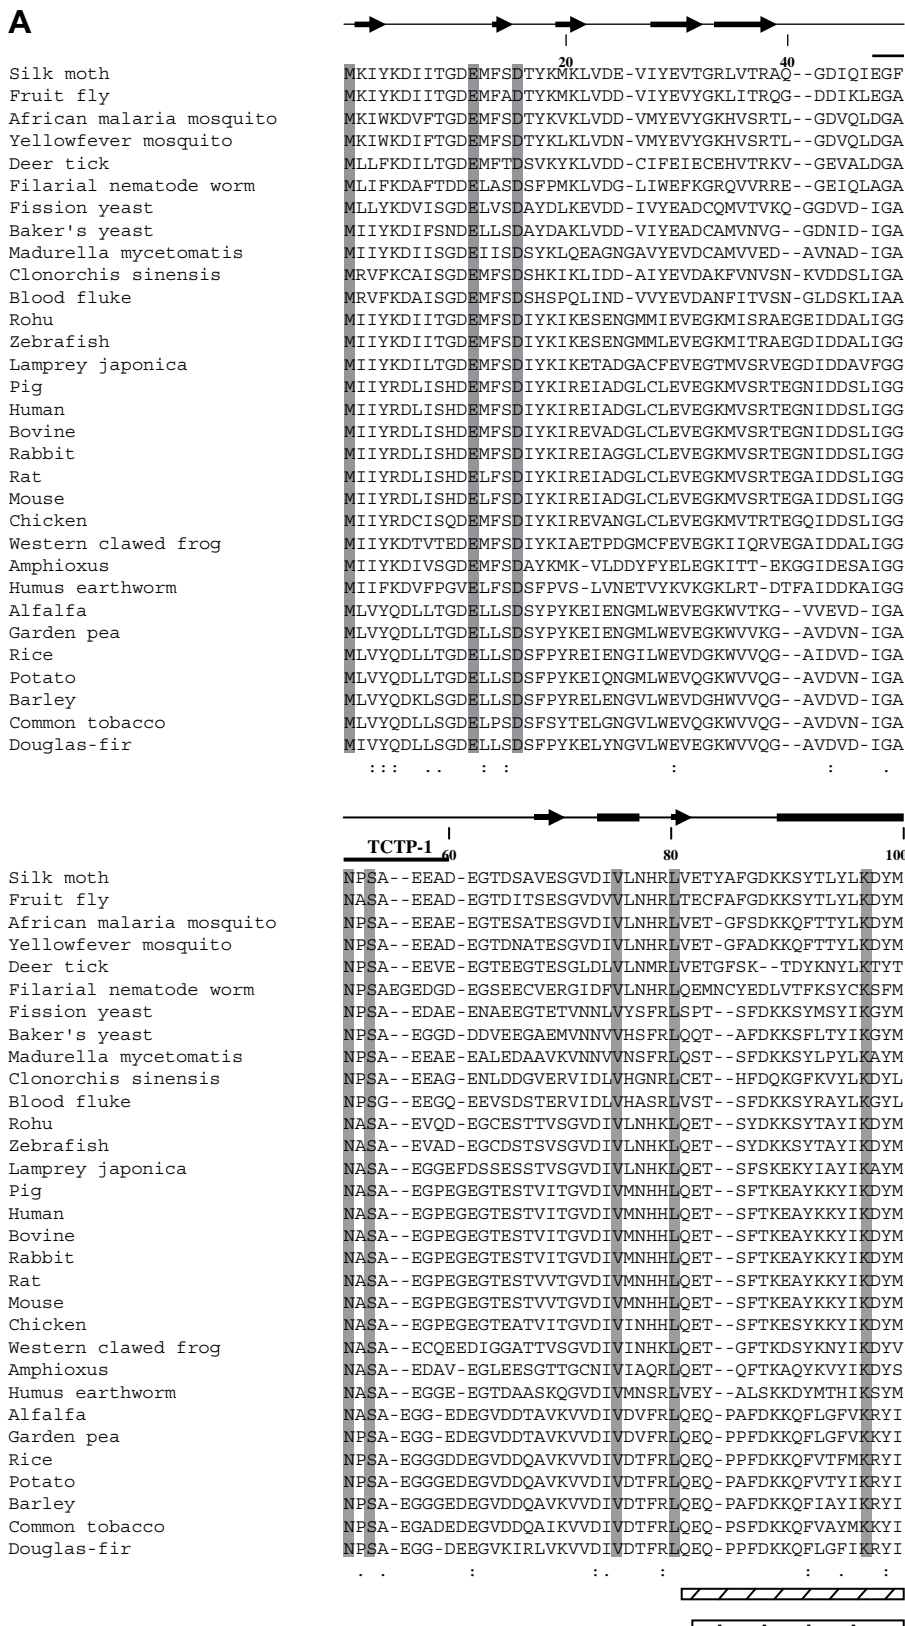 A
20 40
Silk moth MKIYKDIITGDEMFSDTYKMKLVDE-VIYEVTGRLVTRAQ--GDIQIEGF
Fruit fly MKIYKDIITGDEMFADTYKMKLVDD-VIYEVYGKLITRQG--DDIKLEGA
African malaria mosquito MKIWKDVFTGDEMFSDTYKVKLVDD-VMYEVYGKHVSRTL--GDVQLDGA
Yellowfever mosquito MKIWKDIFTGDEMFSDTYKLKLVDN-VMYEVYGKHVSRTL--GDVQLDGA
Deer tick MLLFKDILTGDEMFTDSVKYKLVDD-CIFEIECEHVTRKV--GEVALDGA
Filarial nematode worm MLIFKDAFTDDELASDSFPMKLVDG-LIWEFKGRQVVRRE--GEIQLAGA
Fission yeast MLLYKDVISGDELVSDAYDLKEVDD-IVYEADCQMVTVKQ-GGDVD-IGA
Baker's yeast MIIYKDIFSNDELLSDAYDAKLVDD-VIYEADCAMVNVG--GDNID-IGA
Madurella mycetomatis MIIYKDIISGDEIISDSYKLQEAGNGAVYEVDCAMVVED--AVNAD-IGA
Clonorchis sinensis MRVFKCAISGDEMFSDSHKIKLIDD-AIYEVDAKFVNVSN-KVDDSLIGA
Blood fluke MRVFKDAISGDEMFSDSHSPQLIND-VVYEVDANFITVSN-GLDSKLIAA
Rohu MIIYKDIITGDEMFSDIYKIKESENGMMIEVEGKMISRAEGEIDDALIGG
Zebrafish MIIYKDIITGDEMFSDIYKIKESENGMMLEVEGKMITRAEGDIDDALIGG
Lamprey japonica MIIYKDILTGDEMFSDIYKIKETADGACFEVEGTMVSRVEGDIDDAVFGG
Pig MIIYRDLISHDEMFSDIYKIREIADGLCLEVEGKMVSRTEGNIDDSLIGG
Human MIIYRDLISHDEMFSDIYKIREIADGLCLEVEGKMVSRTEGNIDDSLIGG
Bovine MIIYRDLISHDEMFSDIYKIREVADGLCLEVEGKMVSRTEGNIDDSLIGG
Rabbit MIIYRDLISHDEMFSDIYKIREIAGGLCLEVEGKMVSRTEGNIDDSLIGG
Rat MIIYRDLISHDELFSDIYKIREIADGLCLEVEGKMVSRTEGAIDDSLIGG
Mouse MIIYRDLISHDELFSDIYKIREIADGLCLEVEGKMVSRTEGAIDDSLIGG
Chicken MIIYRDCISQDEMFSDIYKIREVANGLCLEVEGKMVTRTEGQIDDSLIGG
Western clawed frog MIIYKDTVTEDEMFSDIYKIAETPDGMCFEVEGKIIQRVEGAIDDALIGG
Amphioxus MIIYKDIVSGDEMFSDAYKMK-VLDDYFYELEGKITT-EKGGIDESAIGG
Humus earthworm MIIFKDVFPGVELFSDSFPVS-LVNETVYKVKGKLRT-DTFAIDDKAIGG
Alfalfa MLVYQDLLTGDELLSDSYPYKEIENGMLWEVEGKWVTKG--VVEVD-IGA
Garden pea MLVYQDLLTGDELLSDSYPYKEIENGMLWEVEGKWVVKG--AVDVN-IGA
Rice MLVYQDLLTGDELLSDSFPYREIENGILWEVDGKWVVQG--AIDVD-IGA
Potato MLVYQDLLTGDELLSDSFPYKEIQNGMLWEVQGKWVVQG--AVDVN-IGA
Barley MLVYQDKLSGDELLSDSFPYRELENGVLWEVDGHWVVQG--AVDVD-IGA
Common tobacco MLVYQDLLSGDELPSDSFSYTELGNGVLWEVQGKWVVQG--AVDVN-IGA
Douglas-fir MIVYQDLLSGDELLSDSFPYKELYNGVLWEVEGKWVVQG--AVDVD-IGA
::: .. : : : : .
TCTP-1 60 80 100
Silk moth NPSA--EEAD-EGTDSAVESGVDIVLNHRLVETYAFGDKKSYTLYLKDYM
Fruit fly NASA--EEAD-EGTDITSESGVDVVLNHRLTECFAFGDKKSYTLYLKDYM
African malaria mosquito NPSA--EEAE-EGTESATESGVDIVLNHRLVET-GFSDKKQFTTYLKDYM
Yellowfever mosquito NPSA--EEAD-EGTDNATESGVDIVLNHRLVET-GFADKKQFTTYLKDYM
Deer tick NPSA--EEVE-EGTEEGTESGLDLVLNMRLVETGFSK--TDYKNYLKTYT
Filarial nematode worm NPSAEGEDGD-EGSEECVERGIDFVLNHRLQEMNCYEDLVTFKSYCKSFM
Fission yeast NPSA--EDAE-ENAEEGTETVNNLVYSFRLSPT--SFDKKSYMSYIKGYM
Baker's yeast NPSA--EGGD-DDVEEGAEMVNNVVHSFRLQQT--AFDKKSFLTYIKGYM
Madurella mycetomatis NPSA--EEAE-EALEDAAVKVNNVVNSFRLQST--SFDKKSYLPYLKAYM
Clonorchis sinensis NPSA--EEAG-ENLDDGVERVIDLVHGNRLCET--HFDQKGFKVYLKDYL
Blood fluke NPSG--EEGQ-EEVSDSTERVIDLVHASRLVST--SFDKKSYRAYLKGYL
Rohu NASA--EVQD-EGCESTTVSGVDIVLNHKLQET--SYDKKSYTAYIKDYM
Zebrafish NASA--EVAD-EGCDSTSVSGVDIVLNHKLQET--SYDKKSYTAYIKDYM
Lamprey japonica NASA--EGGEFDSSESSTVSGVDIVLNHKLQET--SFSKEKYIAYIKAYM
Pig NASA--EGPEGEGTESTVITGVDIVMNHHLQET--SFTKEAYKKYIKDYM
Human NASA--EGPEGEGTESTVITGVDIVMNHHLQET--SFTKEAYKKYIKDYM
Bovine NASA--EGPEGEGTESTVITGVDIVMNHHLQET--SFTKEAYKKYIKDYM
Rabbit NASA--EGPEGEGTESTVITGVDIVMNHHLQET--SFTKEAYKKYIKDYM
Rat NASA--EGPEGEGTESTVVTGVDIVMNHHLQET--SFTKEAYKKYIKDYM
Mouse NASA--EGPEGEGTESTVVTGVDIVMNHHLQET--SFTKEAYKKYIKDYM
Chicken NASA--EGPEGEGTEATVITGVDIVINHHLQET--SFTKESYKKYIKDYM
Western clawed frog NASA--ECQEEDIGGATTVSGVDIVINHKLQET--GFTKDSYKNYIKDYV
Amphioxus NASA--EDAV-EGLEESGTTGCNIVIAQRLQET--QFTKAQYKVYIKDYS
Humus earthworm NASA--EGGE-EGTDAASKQGVDIVMNSRLVEY--ALSKKDYMTHIKSYM
Alfalfa NASA-EGG-EDEGVDDTAVKVVDIVDVFRLQEQ-PAFDKKQFLGFVKRYI
Garden pea NASA-EGG-EDEGVDDTAVKVVDIVDVFRLQEQ-PPFDKKQFLGFVKKYI
Rice NPSA-EGGGDDEGVDDQAVKVVDIVDTFRLQEQ-PPFDKKQFVTFMKRYI
Potato NPSA-EGGGEDEGVDDQAVKVVDIVDTFRLQEQ-PAFDKKQFVTYIKRYI
Barley NPSA-EGGGEDEGVDDQAVKVVDIVDTFRLQEQ-PAFDKKQFIAYIKRYI
Common tobacco NPSA-EGADEDEGVDDQAIKVVDIVDTFRLQEQ-PSFDKKQFVAYMKKYI
Douglas-fir NPSA-EGG-DEEGVKIRLVKVVDIVDTFRLQEQ-PPFDKKQFLGFIKRYI
. . : :. : : . :